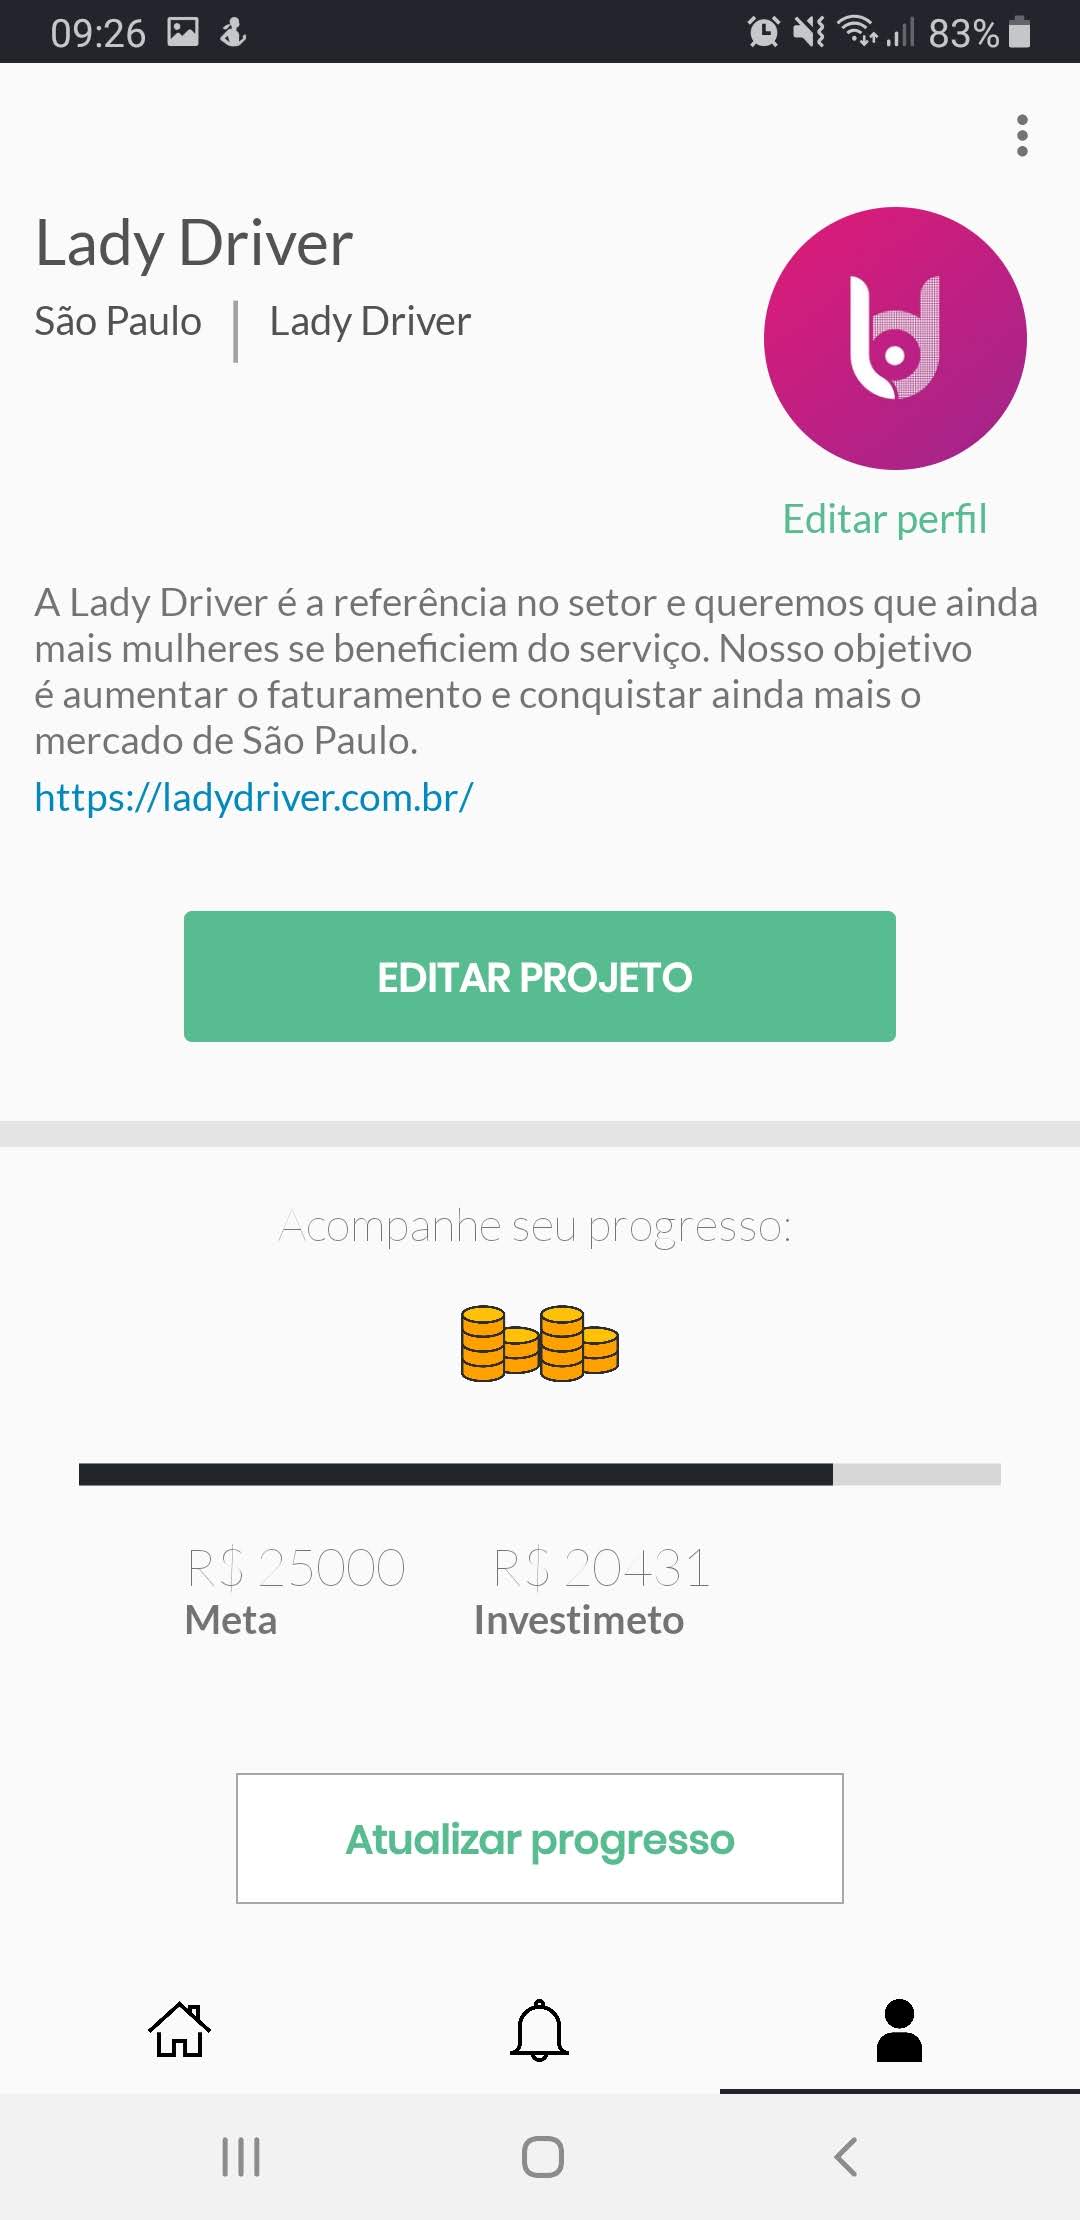 09:26
83%
Lady Driver
São Paulo | Lady Driver
Editar perfil
A Lady Driver é a referência no setor e queremos que ainda
mais mulheres se beneficiem do serviço. Nosso objetivo
é aumentar o faturamento e conquistar ainda mais o
mercado de São Paulo.
https://ladydriver.com.br/
EDITAR PROJETO
Acompanhe seu progresso:
R$ 25000 R$ 20431
Meta Investimeto
Atualizar progresso